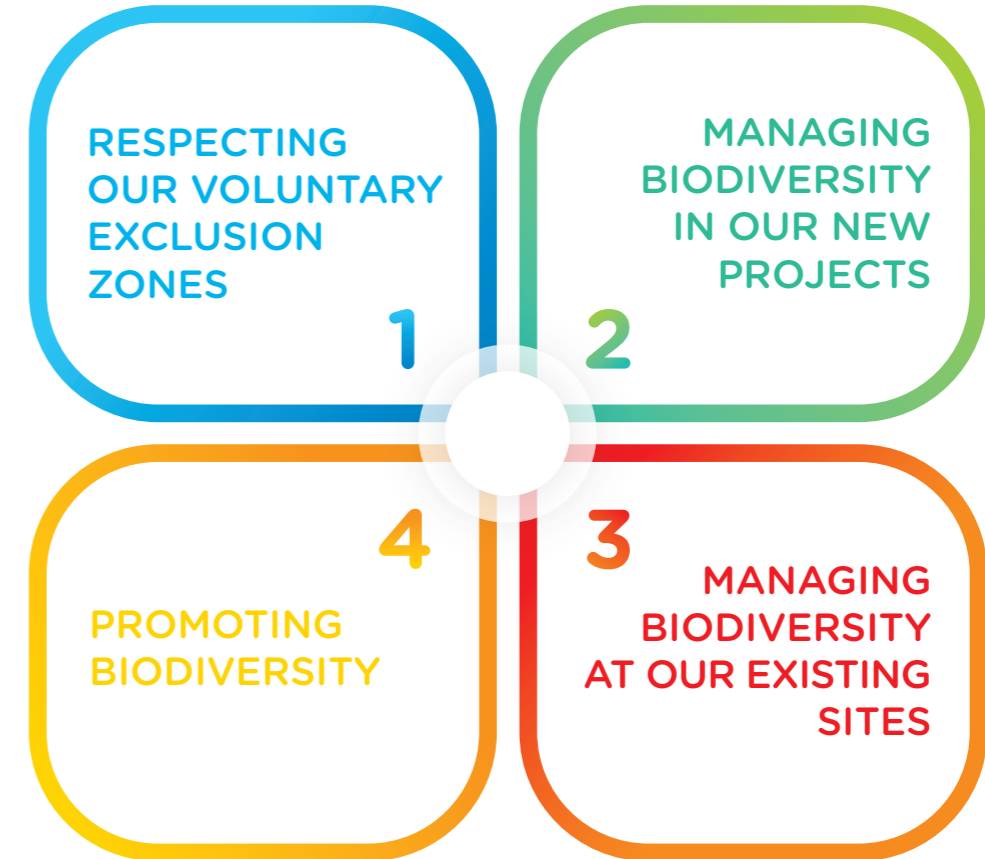 RESPECTING
OUR VOLUNTARY
EXCLUSION
ZONES
1
MANAGING
BIODIVERSITY
IN OUR NEW
PROJECTS
2
3
MANAGING
BIODIVERSITY
AT OUR EXISTING
SITES
4
PROMOTING
BIODIVERSITY